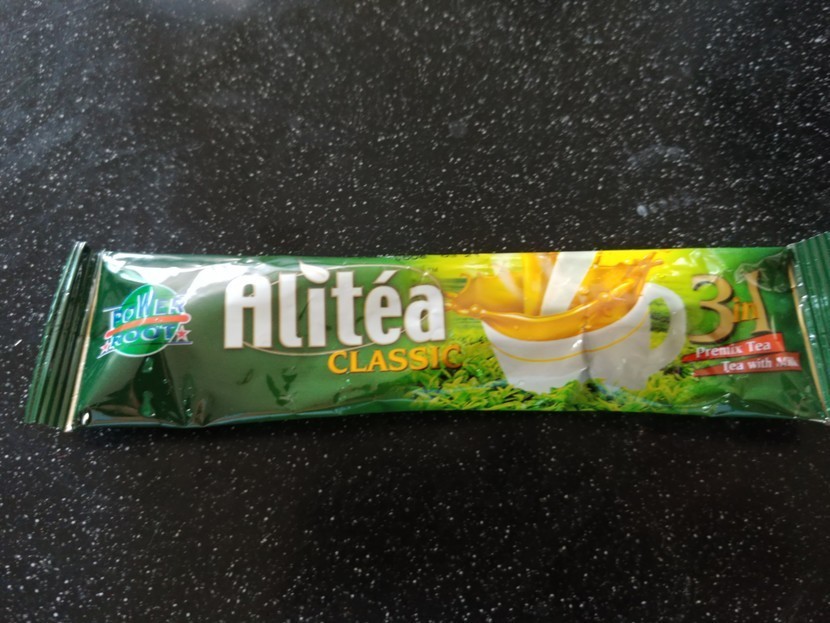 POWER
ROOT
Alitéa
CLASSIC
3in1
Premix Tea
Tea with Milk